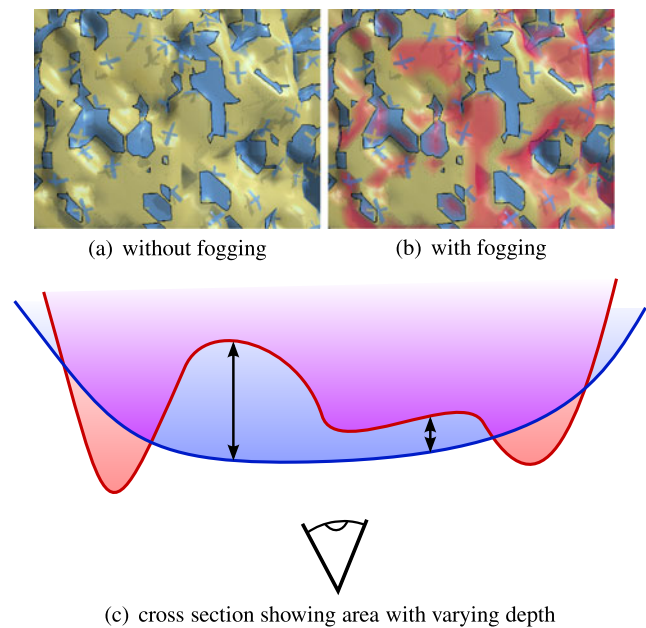 (a) without fogging
(b) with fogging
(c) cross section showing area with varying depth